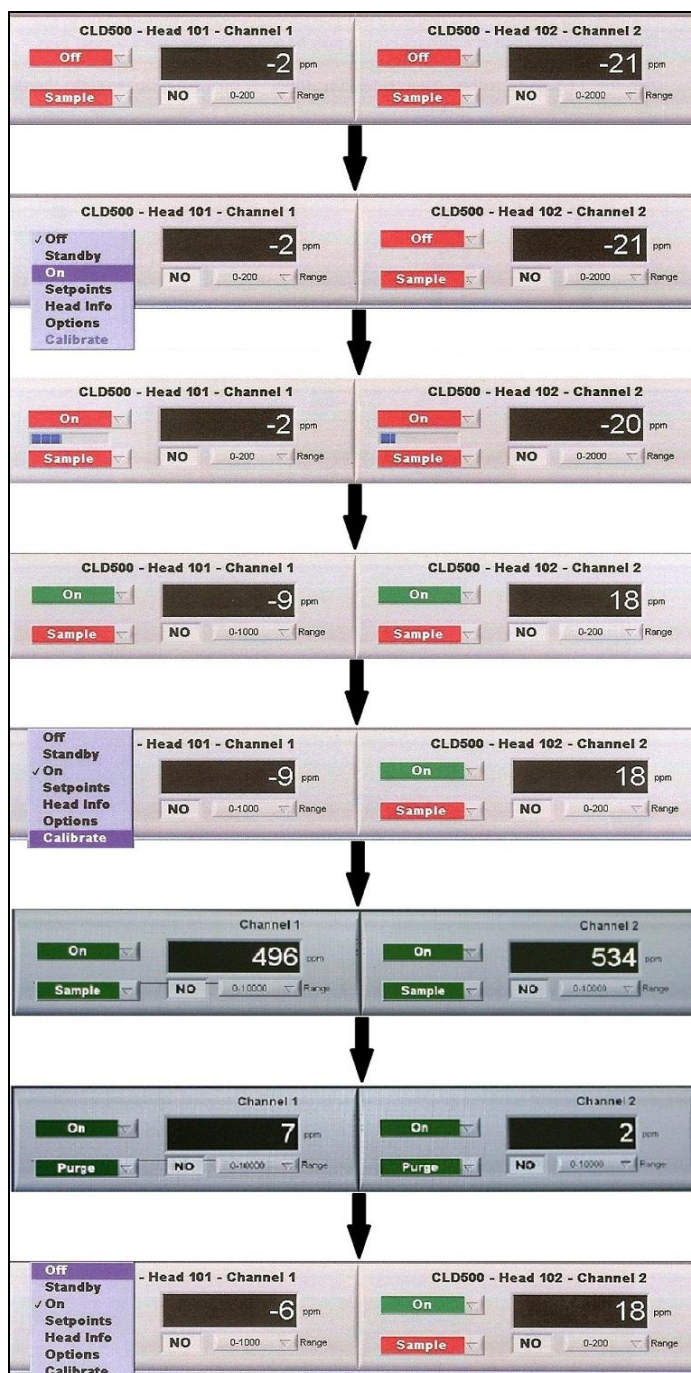 CLD500 - Head 101 - Channel 1 CLD500 - Head 102 - Channel 2
Off -2 ppm Off -21 ppm
Sample NO 0-200 Range Sample NO 0-2000 Range
CLD500 - Head 101 - Channel 1 CLD500 - Head 102 - Channel 2
✓ Off
Standby -2 ppm Off -21 ppm
On
Setpoints NO 0-200 Range Sample NO 0-2000 Range
Head Info
Options
Calibrate
CLD500 - Head 101 - Channel 1 CLD500 - Head 102 - Channel 2
On -2 ppm On -20 ppm
Sample NO 0-200 Range Sample NO 0-2000 Range
CLD500 - Head 101 - Channel 1 CLD500 - Head 102 - Channel 2
On -9 ppm On 18 ppm
Sample NO 0-1000 Range Sample NO 0-200 Range
Off
Standby - Head 101 - Channel 1 CLD500 - Head 102 - Channel 2
✓ On -9 ppm On 18 ppm
Setpoints
Head Info NO 0-1000 Range Sample NO 0-200 Range
Options
Calibrate
Channel 1 Channel 2
On 496 ppm On 534 ppm
Sample NO 0-10000 Range Sample NO 0-10000 Range
Channel 1 Channel 2
On 7 ppm On 2 ppm
Purge NO 0-10000 Range Purge NO 0-10000 Range
Off
Standby - Head 101 - Channel 1 CLD500 - Head 102 - Channel 2
✓ On -6 ppm On 18 ppm
Setpoints
Head Info NO 0-1000 Range Sample NO 0-200 Range
Options
Calibrate